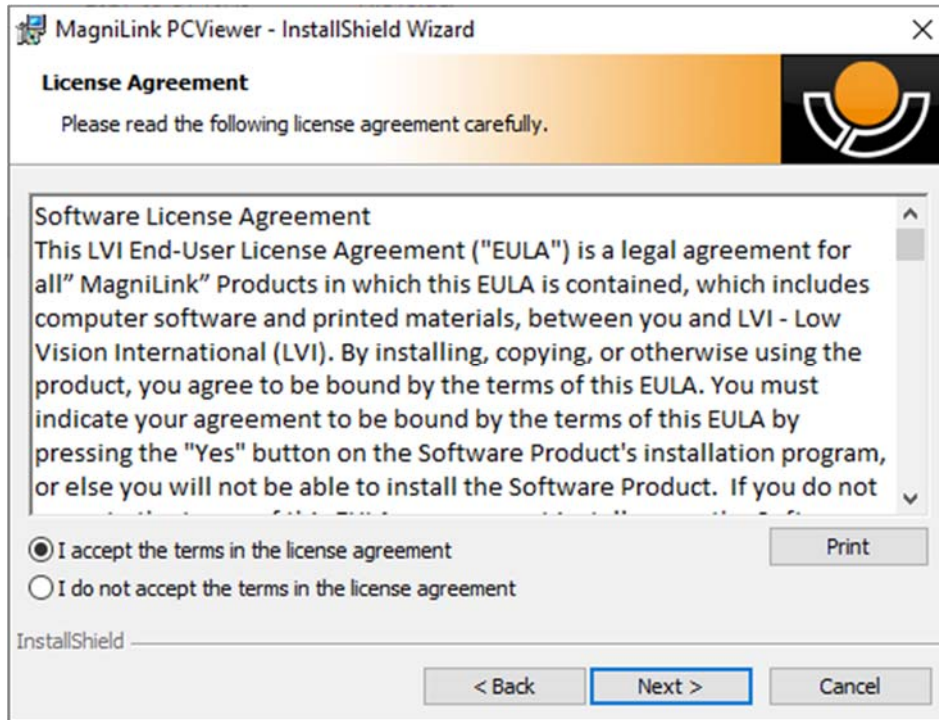 MagniLink PCViewer - InstallShield Wizard
License Agreement
Please read the following license agreement carefully.
Software License Agreement
This LVI End-User License Agreement ("EULA") is a legal agreement for
all” MagniLink” Products in which this EULA is contained, which includes
computer software and printed materials, between you and LVI - Low
Vision International (LVI). By installing, copying, or otherwise using the
product, you agree to be bound by the terms of this EULA. You must
indicate your agreement to be bound by the terms of this EULA by
pressing the "Yes" button on the Software Product's installation program,
or else you will not be able to install the Software Product.  If you do not
I accept the terms in the license agreement
Print
I do not accept the terms in the license agreement
InstallShield
< Back
Next >
Cancel